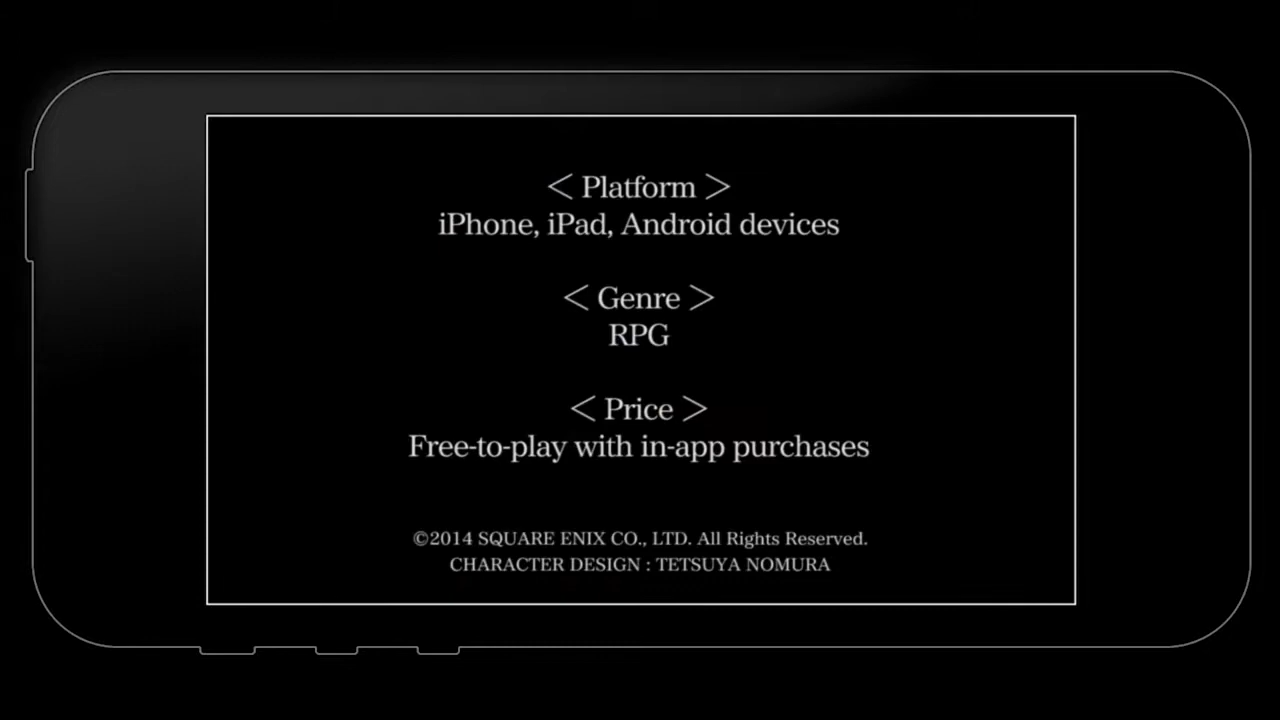 ＜ Platform ＞
iPhone, iPad, Android devices
＜ Genre ＞
RPG
＜ Price ＞
Free-to-play with in-app purchases
©2014 SQUARE ENIX CO., LTD. All Rights Reserved.
CHARACTER DESIGN : TETSUYA NOMURA